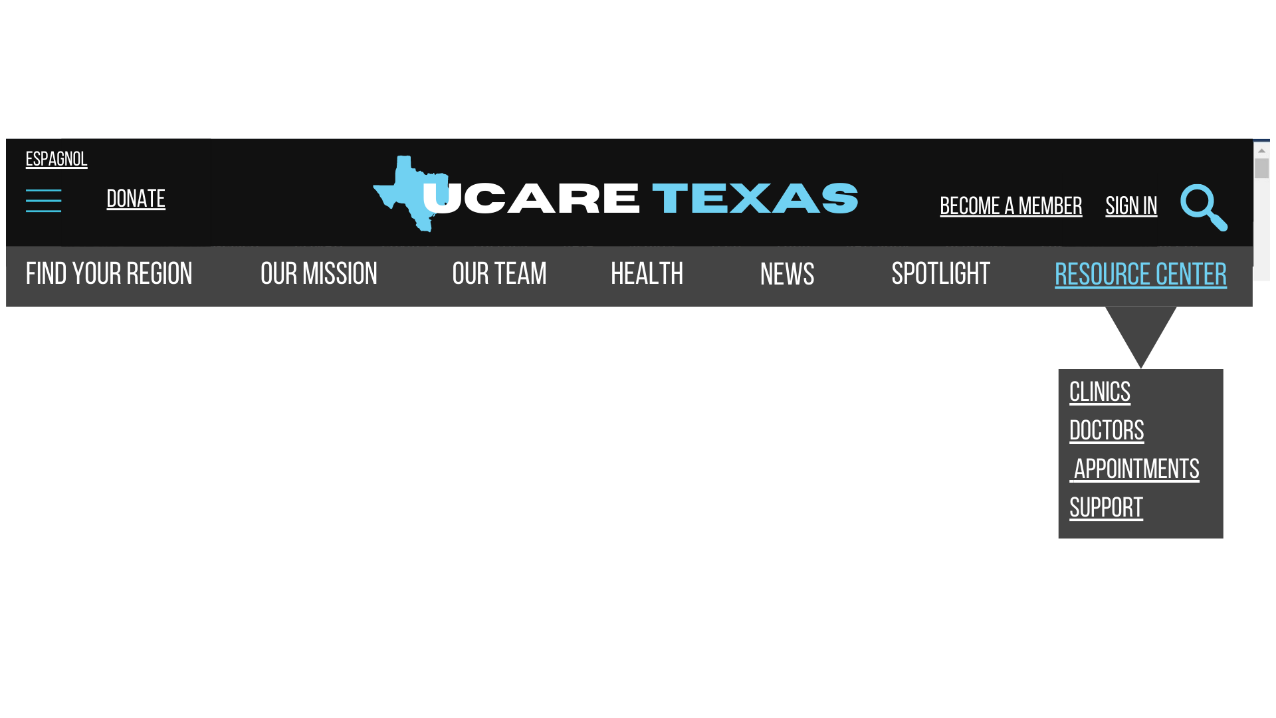 ESPAGNOL
DONATE
UCARE TEXAS
BECOME A MEMBER
SIGN IN
FIND YOUR REGION
OUR MISSION
OUR TEAM
HEALTH
NEWS
SPOTLIGHT
RESOURCE CENTER
CLINICS
DOCTORS
APPOINTMENTS
SUPPORT